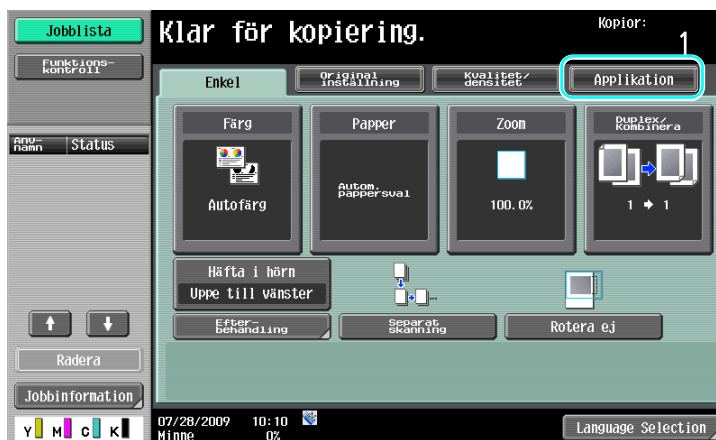 Jobblista
Klar för kopiering.
Kopior:
1
Funktions-
kontroll
Enkel
Original
inställning
Kvalitet/
densitet
Applikation
Anv-
namn
Status
Färg
Papper
Zoom
Duplex/
Kombinera
Autofärg
Autom.
pappersval
100.0%
1 → 1
Häfta i hörn
Uppe till vänster
Efter-
behandling
Separat
skanning
Rotera ej
Radera
Jobbinformation
Y M C K
07/28/2009 10:10
Minne 0%
Language Selection